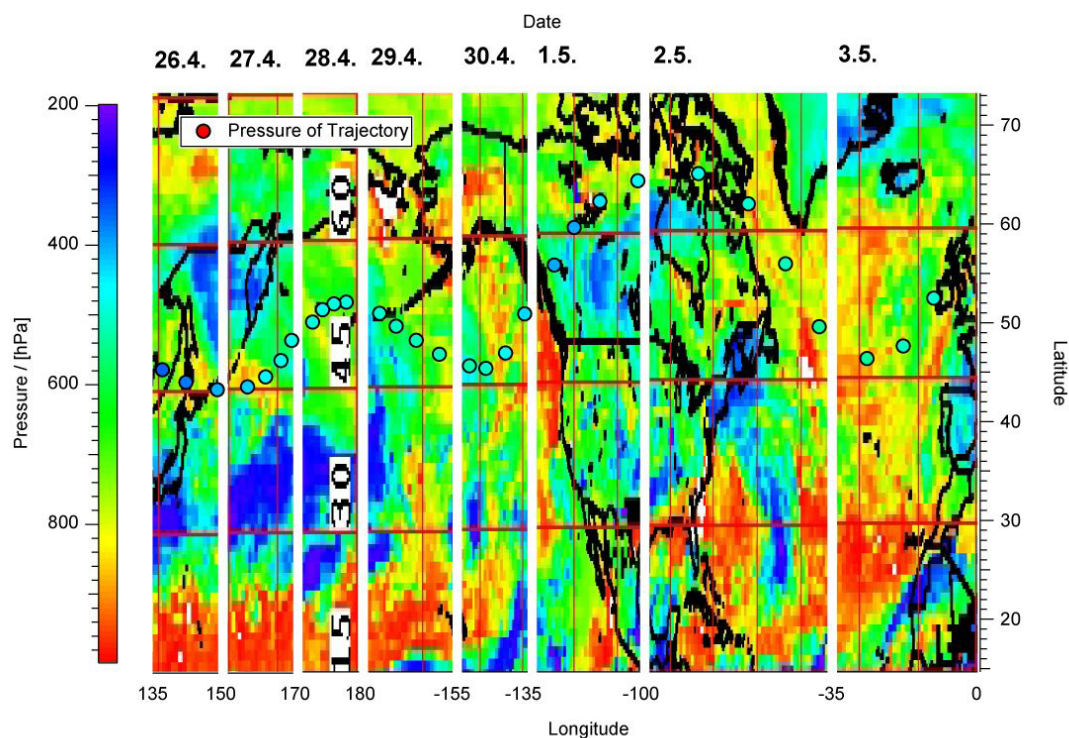 Date
26.4. 27.4. 28.4. 29.4. 30.4. 1.5. 2.5. 3.5.
200
400
600
800
Pressure / [hPa]
Pressure of Trajectory
60
45
30
15
70
60
50
40
30
20
Latitude
135 150 170 180 -155 -135 -100 -35 0
Longitude